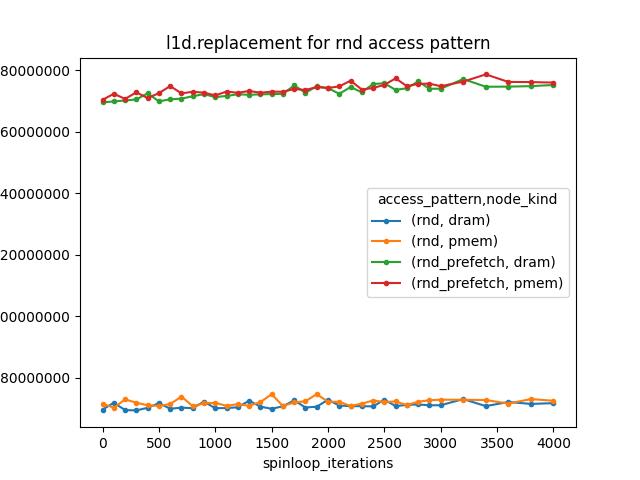 l1d.replacement for rnd access pattern
80000000
60000000
40000000
20000000
00000000
80000000
access_pattern,node_kind
(rnd, dram)
(rnd, pmem)
(rnd_prefetch, dram)
(rnd_prefetch, pmem)
0 500 1000 1500 2000 2500 3000 3500 4000
spinloop_iterations